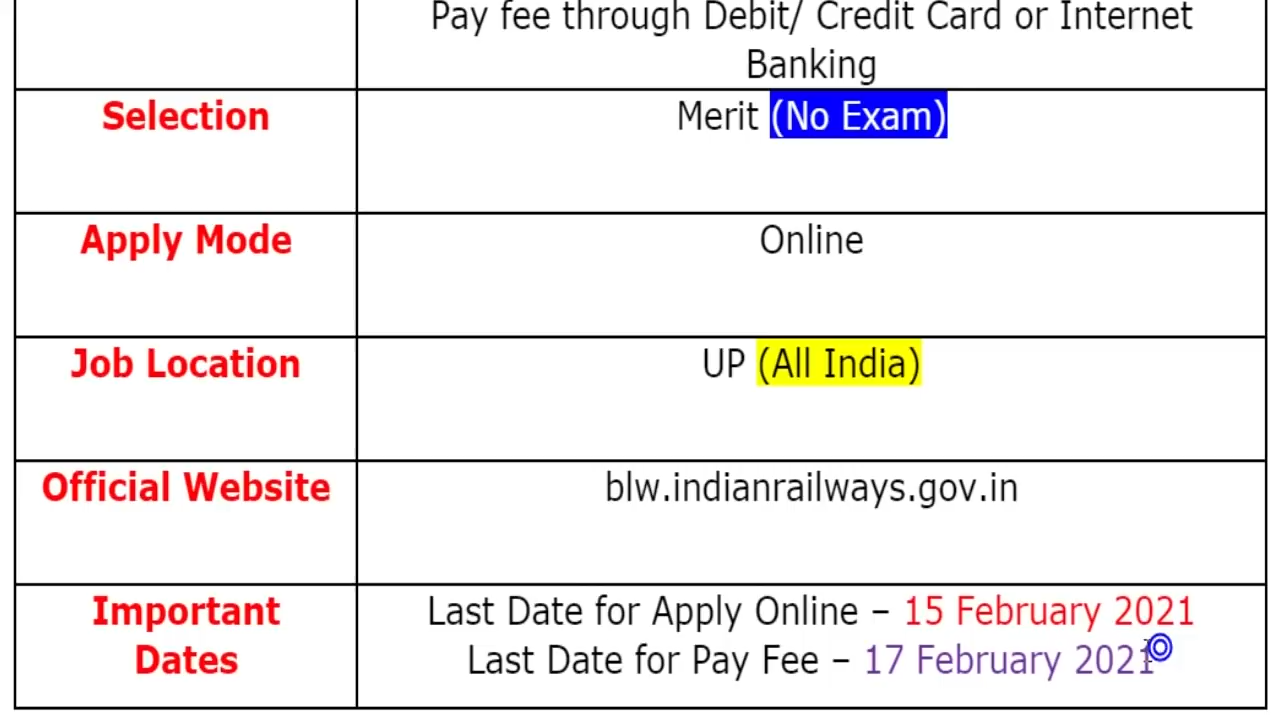 Pay fee through Debit/ Credit Card or Internet
Banking
Selection
Merit (No Exam)
Apply Mode
Online
Job Location
UP (All India)
Official Website
blw.indianrailways.gov.in
Important
Dates
Last Date for Apply Online – 15 February 2021
Last Date for Pay Fee – 17 February 2021